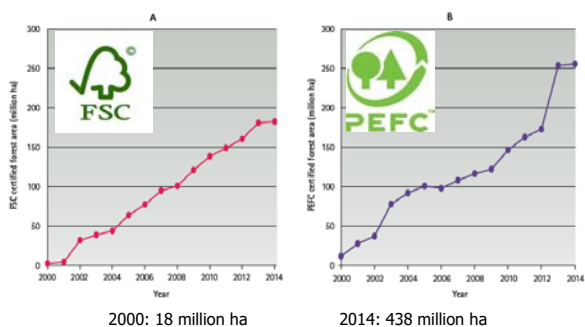 A
FSC certified forest area (million ha)
300
250
200
150
100
50
0
©
FSC
2000 2002 2004 2006 2008 2010 2012 2014
Year
B
PEFC certified forest area (million ha)
300
250
200
150
100
50
0
PEFC™
2000 2002 2004 2006 2008 2010 2012 2014
Year
2000: 18 million ha 2014: 438 million ha